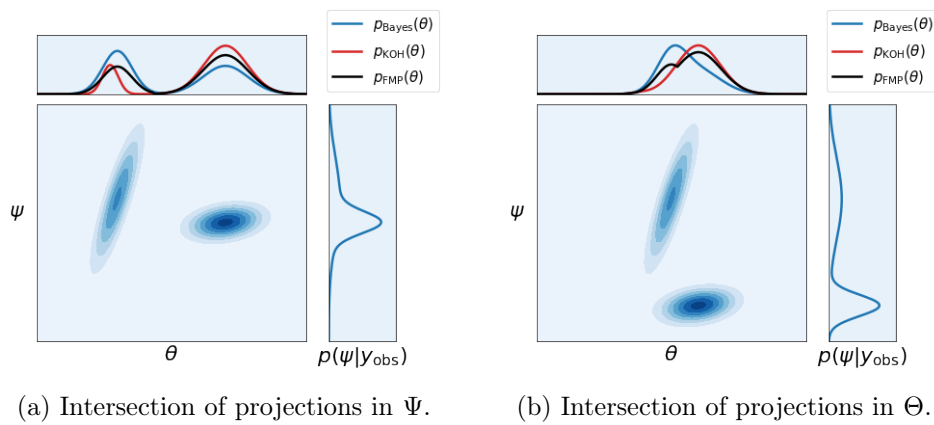 p_Bayes(θ)
p_KOH(θ)
p_FMP(θ)
ψ
θ
p(ψ|y_obs)
(a) Intersection of projections in Ψ.
p_Bayes(θ)
p_KOH(θ)
p_FMP(θ)
ψ
θ
p(ψ|y_obs)
(b) Intersection of projections in Θ.